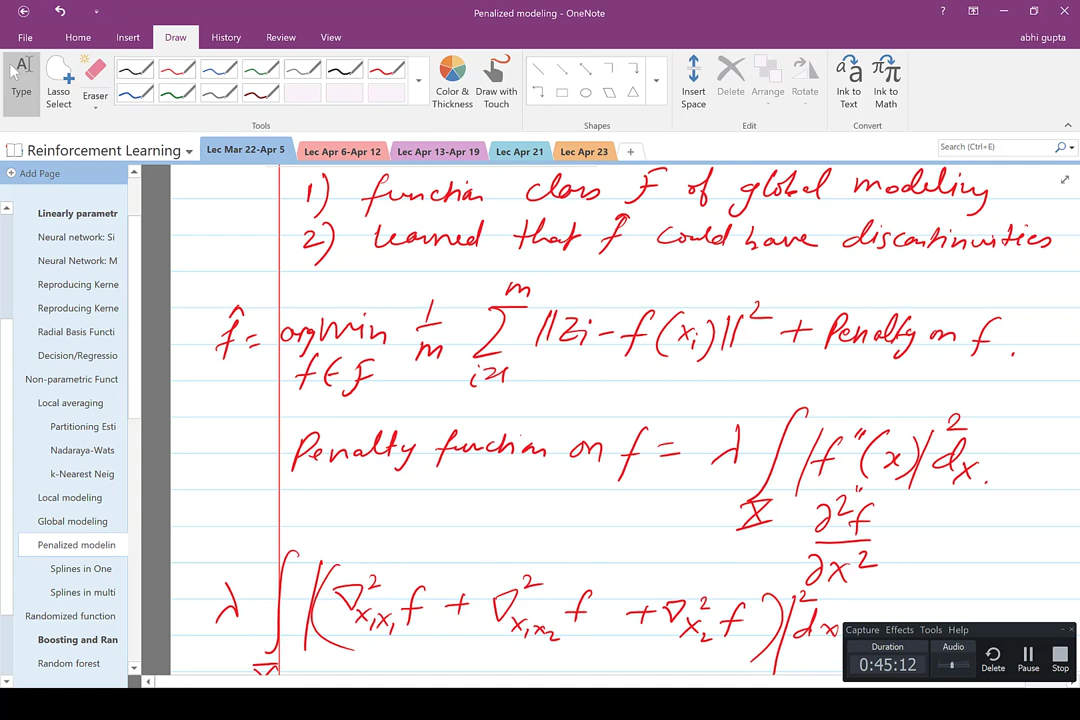 Penalized modeling - OneNote
File Home Insert Draw History Review View abhi gupta
Type Lasso Select Eraser Color & Thickness Draw with Touch Insert Space Delete Arrange Rotate Ink to Text Ink to Math
Tools Shapes Edit Convert
Reinforcement Learning Lec Mar 22-Apr 5 Lec Apr 6-Apr 12 Lec Apr 13-Apr 19 Lec Apr 21 Lec Apr 23 Search (Ctrl+E)
Add Page
Linearly parametr
Neural network: Si
Neural Network: M
Reproducing Kerne
Reproducing Kerne
Radial Basis Functi
Decision/Regressio
Non-parametric Funct
Local averaging
Partitioning Esti
Nadaraya-Wats
k-Nearest Neig
Local modeling
Global modeling
Penalized modelin
Splines in One
Splines in multi
Randomized function
Boosting and Ran
Random forest
1) function class F of global modeling
2) learned that f̂ could have discontinuities
f̂ = argmin_{f ∈ F} 1/m ∑_{i=1}^{m} ||Zi - f(xi)||² + Penalty on f.
Penalty function on f = λ ∫_X |f''(x)|² dx.
∂²f/∂x²
λ ∫_X |(∇²_{x₁x₁} f + ∇²_{x₁x₂} f + ∇²_{x₂} f)|² dx
Capture Effects Tools Help
Duration Audio
0:45:12 Delete Pause Stop